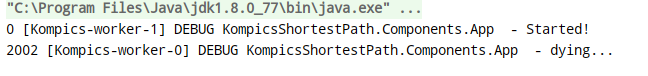 "C:\Program Files\Java\jdk1.8.0_77\bin\java.exe" ...
0 [Kompics-worker-1] DEBUG KompicsShortestPath.Components.App  - Started!
2002 [Kompics-worker-0] DEBUG KompicsShortestPath.Components.App  - dying...